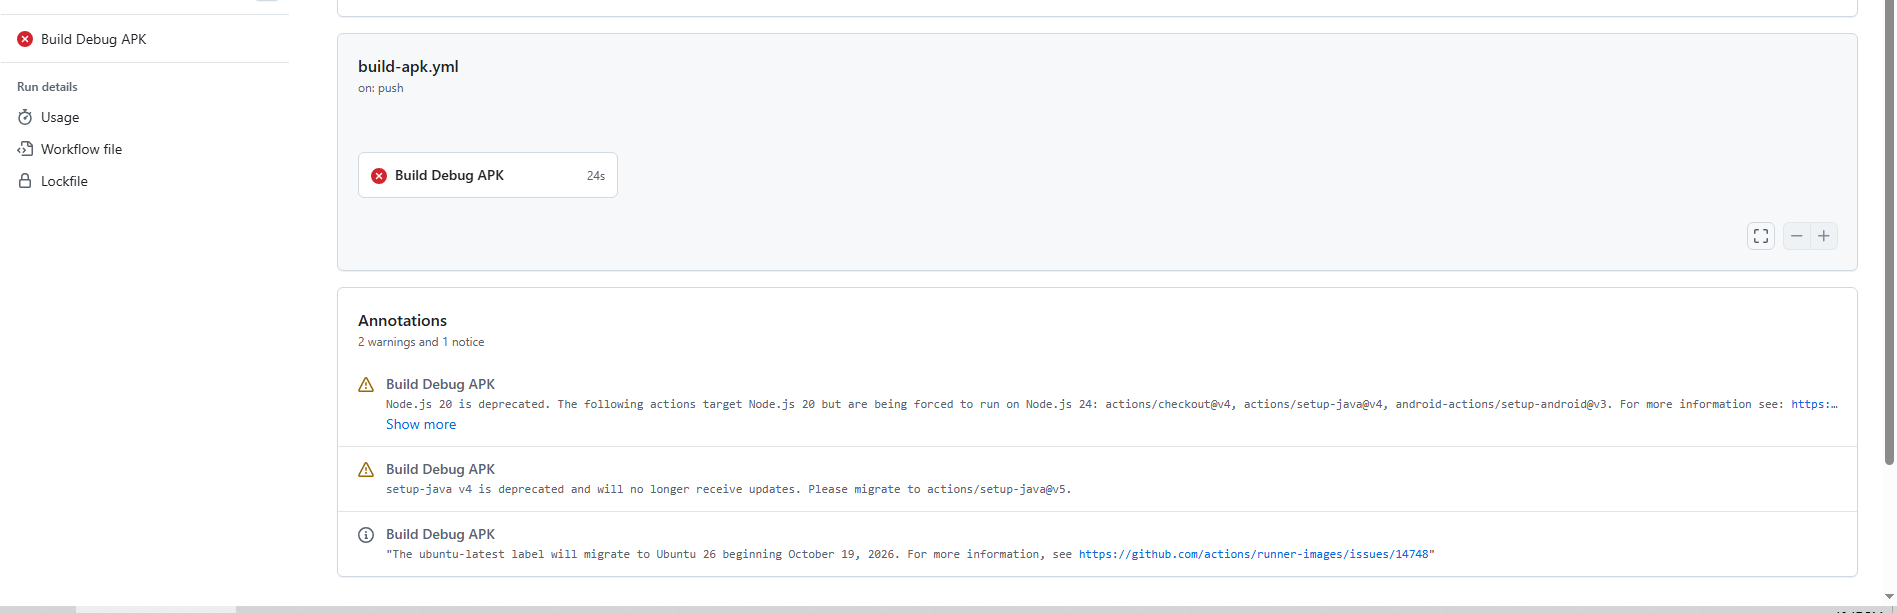 Build Debug APK
Run details
Usage
Workflow file
Lockfile
build-apk.yml
on: push
Build Debug APK 24s
Annotations
2 warnings and 1 notice
Build Debug APK
Node.js 20 is deprecated. The following actions target Node.js 20 but are being forced to run on Node.js 24: actions/checkout@v4, actions/setup-java@v4, android-actions/setup-android@v3. For more information see: https:…
Show more
Build Debug APK
setup-java v4 is deprecated and will no longer receive updates. Please migrate to actions/setup-java@v5.
Build Debug APK
"The ubuntu-latest label will migrate to Ubuntu 26 beginning October 19, 2026. For more information, see https://github.com/actions/runner-images/issues/14748"